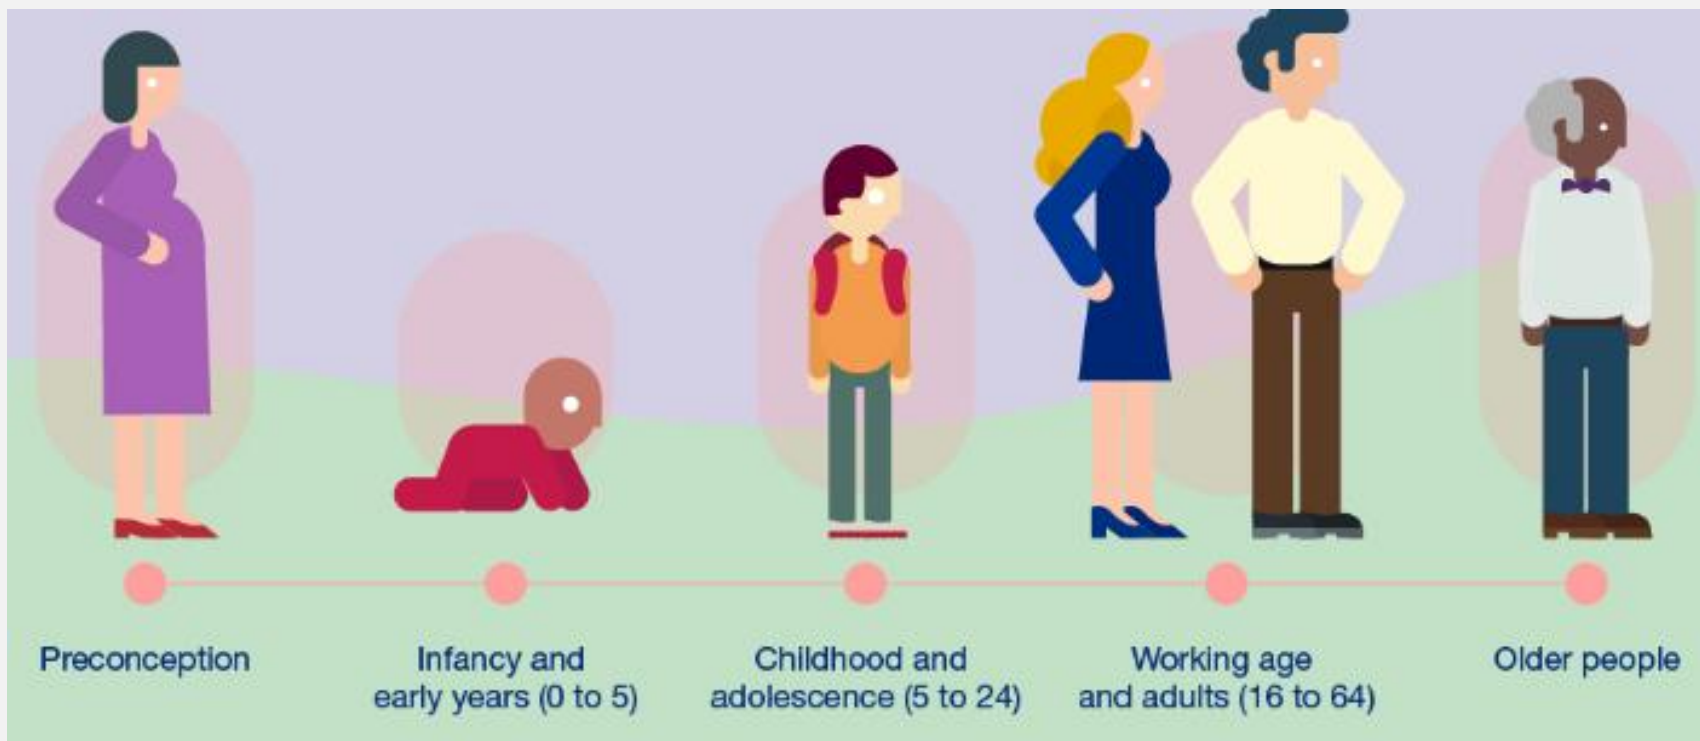 Preconception
Infancy and
early years (0 to 5)
Childhood and
adolescence (5 to 24)
Working age
and adults (16 to 64)
Older people